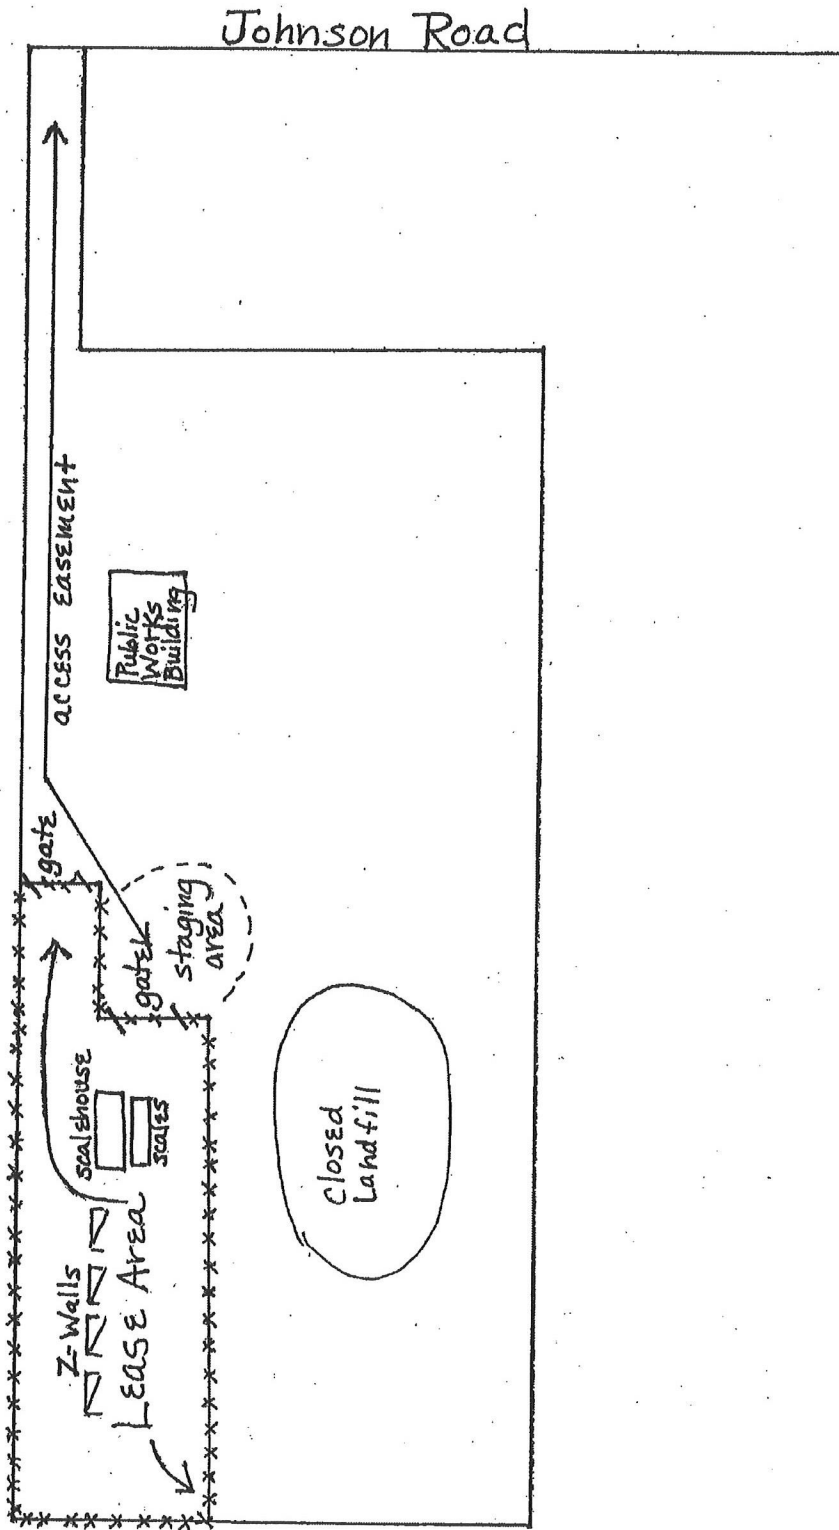 Johnson Road
access easement
Public
Works
Building
gate
gate
staging
area
scalehouse
scales
Z-Walls
Lease Area
Closed
Landfill